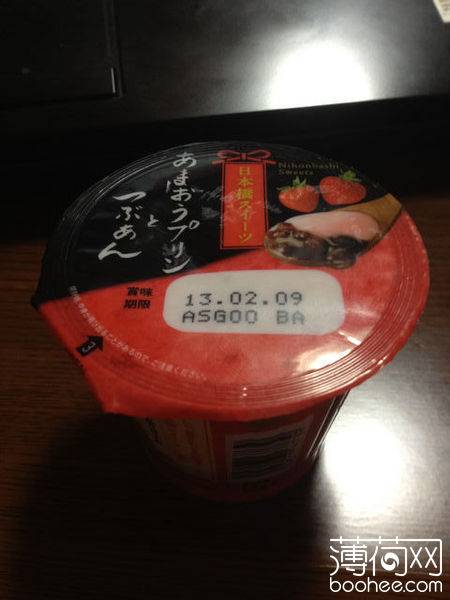 Nihonbashi
Sweets
日本橋スイーツ
あまおうプリン
と
つぶあん
賞味
期限
13.02.09
ASG00 BA
薄荷网
boohee.com